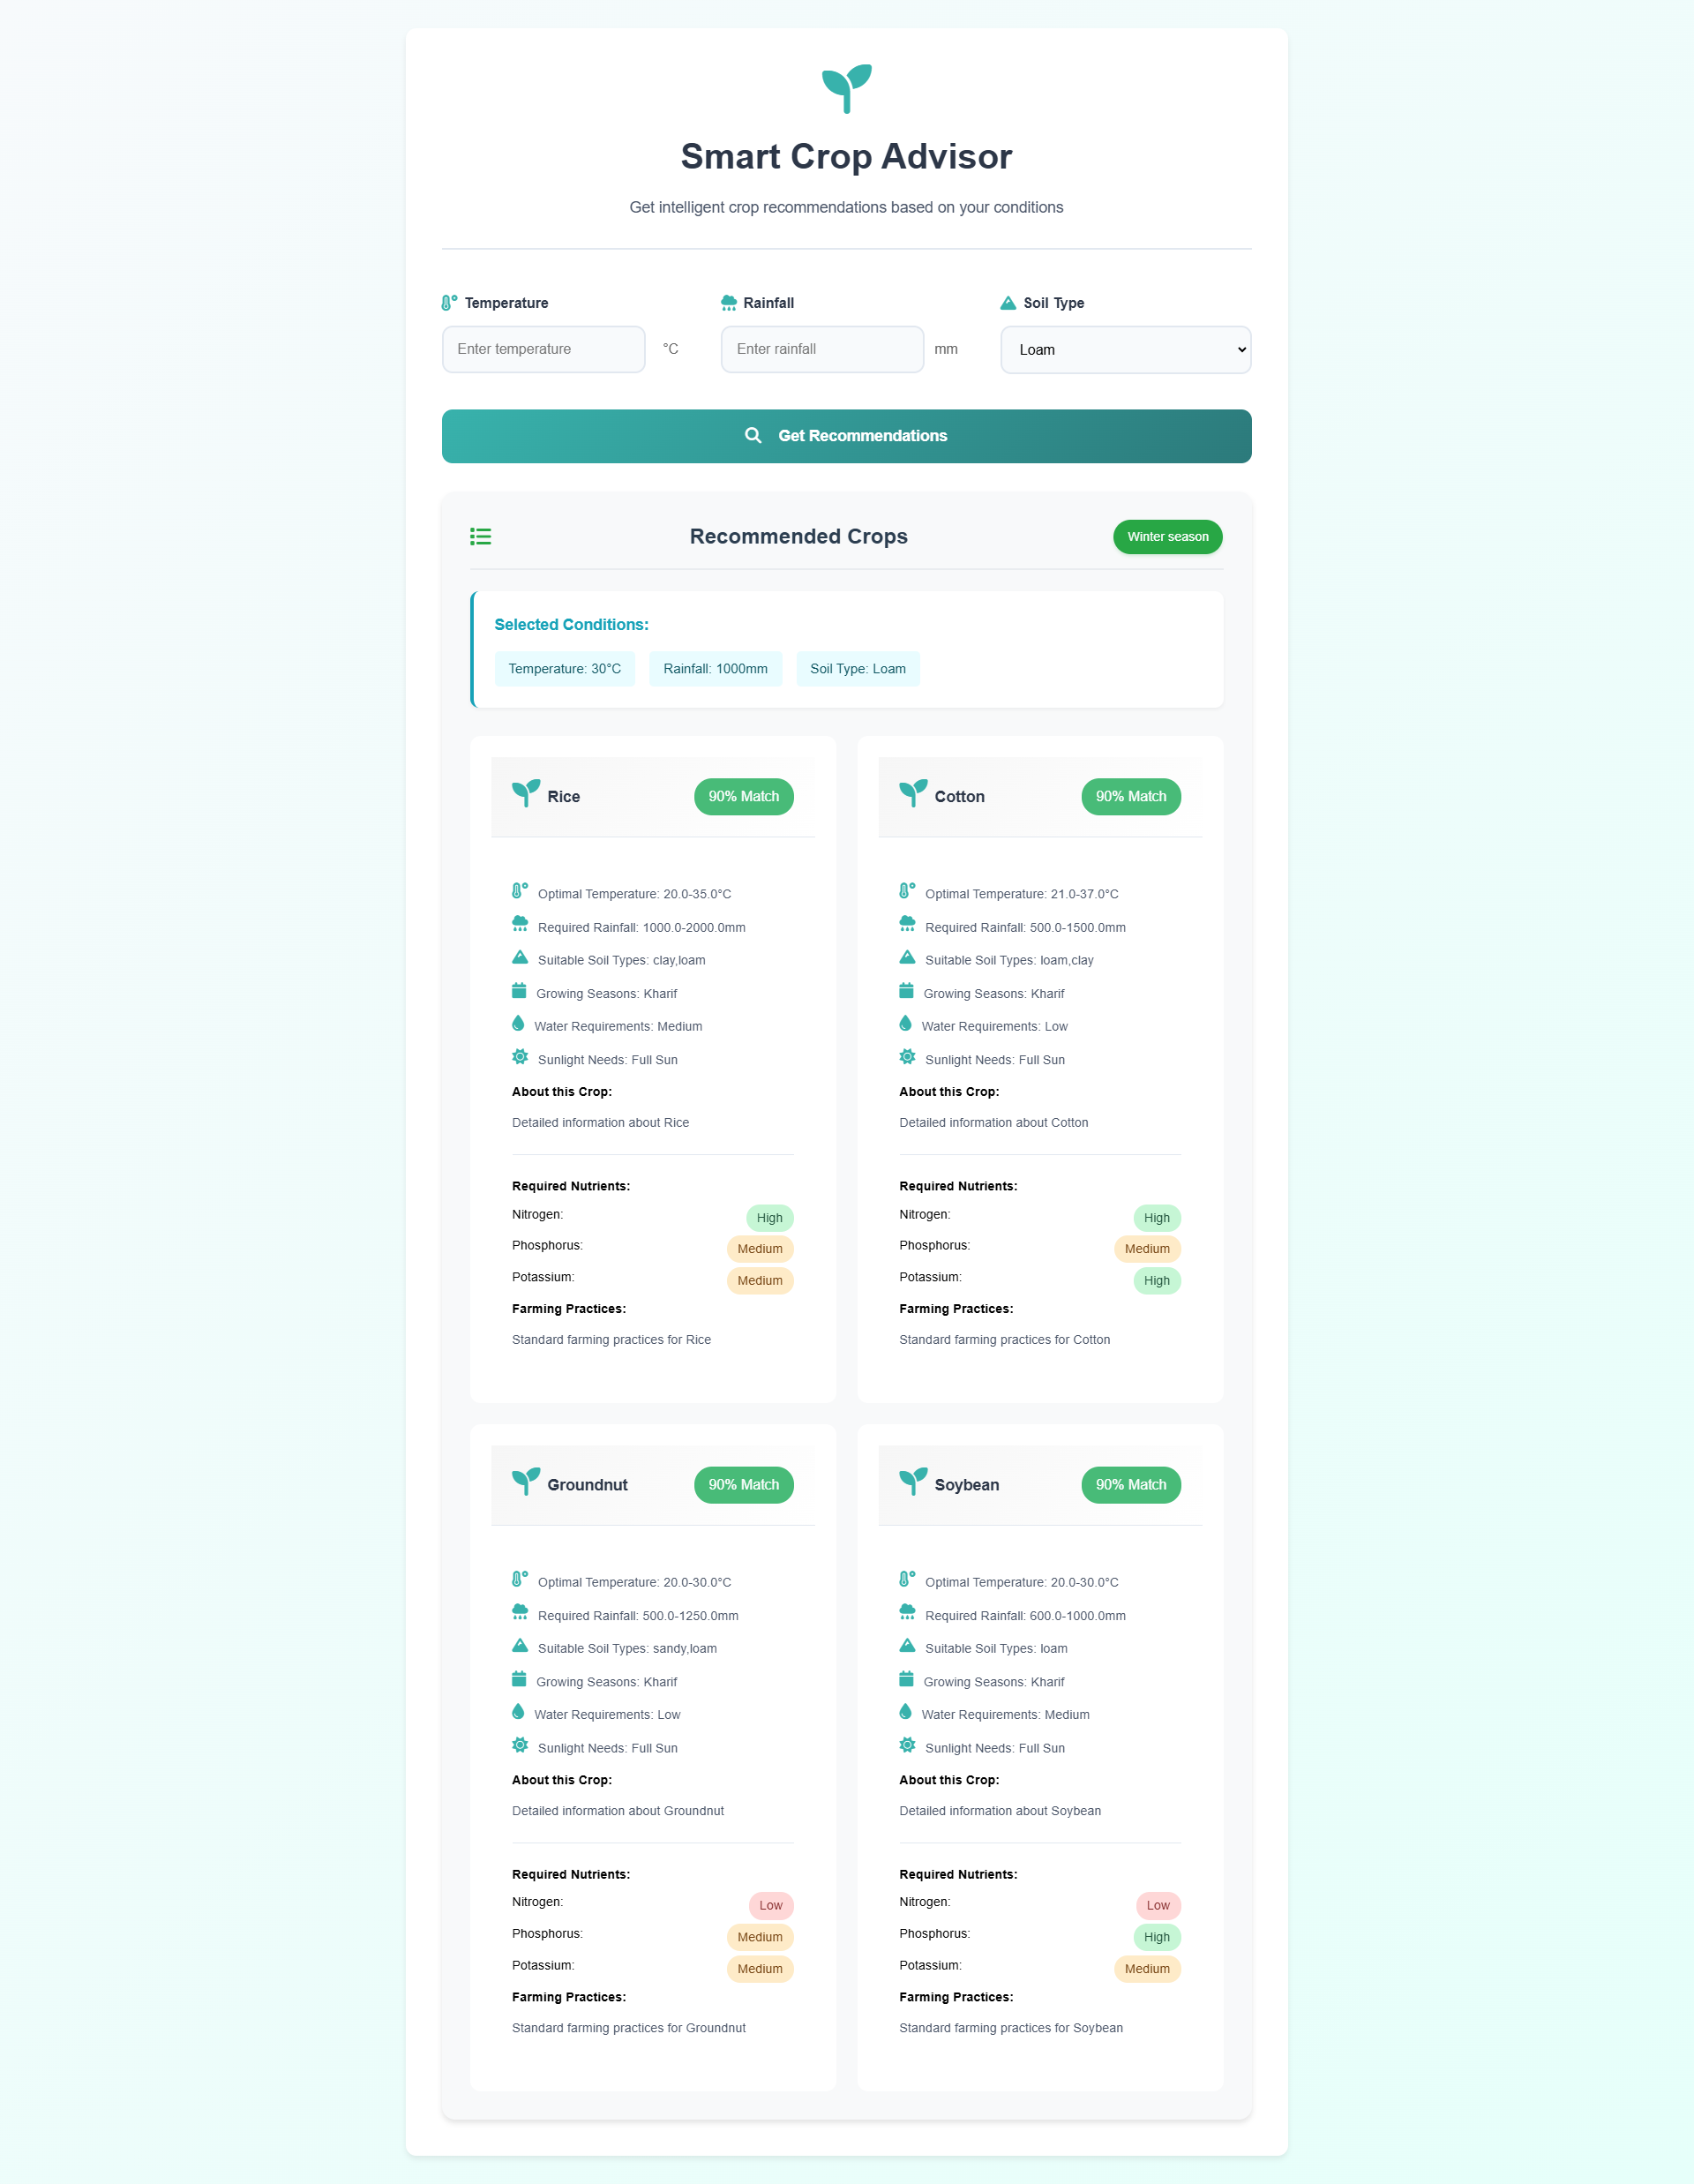 Smart Crop Advisor
Get intelligent crop recommendations based on your conditions
Temperature
Enter temperature
°C
Rainfall
Enter rainfall
mm
Soil Type
Loam
Get Recommendations
Recommended Crops
Winter season
Selected Conditions:
Temperature: 30°C
Rainfall: 1000mm
Soil Type: Loam
Rice
90% Match
Optimal Temperature: 20.0-35.0°C
Required Rainfall: 1000.0-2000.0mm
Suitable Soil Types: clay,loam
Growing Seasons: Kharif
Water Requirements: Medium
Sunlight Needs: Full Sun
About this Crop:
Detailed information about Rice
Required Nutrients:
Nitrogen: High
Phosphorus: Medium
Potassium: Medium
Farming Practices:
Standard farming practices for Rice
Cotton
90% Match
Optimal Temperature: 21.0-37.0°C
Required Rainfall: 500.0-1500.0mm
Suitable Soil Types: loam,clay
Growing Seasons: Kharif
Water Requirements: Low
Sunlight Needs: Full Sun
About this Crop:
Detailed information about Cotton
Required Nutrients:
Nitrogen: High
Phosphorus: Medium
Potassium: High
Farming Practices:
Standard farming practices for Cotton
Groundnut
90% Match
Optimal Temperature: 20.0-30.0°C
Required Rainfall: 500.0-1250.0mm
Suitable Soil Types: sandy,loam
Growing Seasons: Kharif
Water Requirements: Low
Sunlight Needs: Full Sun
About this Crop:
Detailed information about Groundnut
Required Nutrients:
Nitrogen: Low
Phosphorus: Medium
Potassium: Medium
Farming Practices:
Standard farming practices for Groundnut
Soybean
90% Match
Optimal Temperature: 20.0-30.0°C
Required Rainfall: 600.0-1000.0mm
Suitable Soil Types: loam
Growing Seasons: Kharif
Water Requirements: Medium
Sunlight Needs: Full Sun
About this Crop:
Detailed information about Soybean
Required Nutrients:
Nitrogen: Low
Phosphorus: High
Potassium: Medium
Farming Practices:
Standard farming practices for Soybean